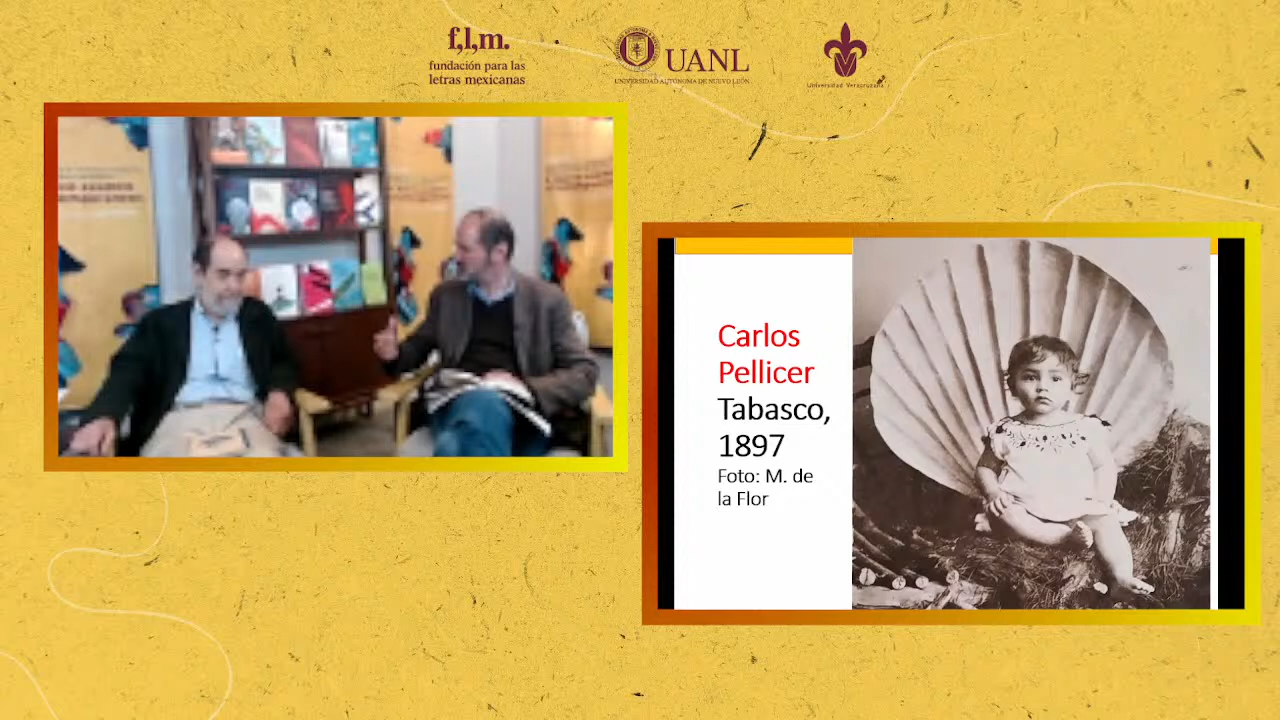 f,l,m.
fundación para las
letras mexicanas
UANL
UNIVERSIDAD AUTÓNOMA DE NUEVO LEÓN
Universidad Veracruzana
Carlos
Pellicer
Tabasco,
1897
Foto: M. de
la Flor